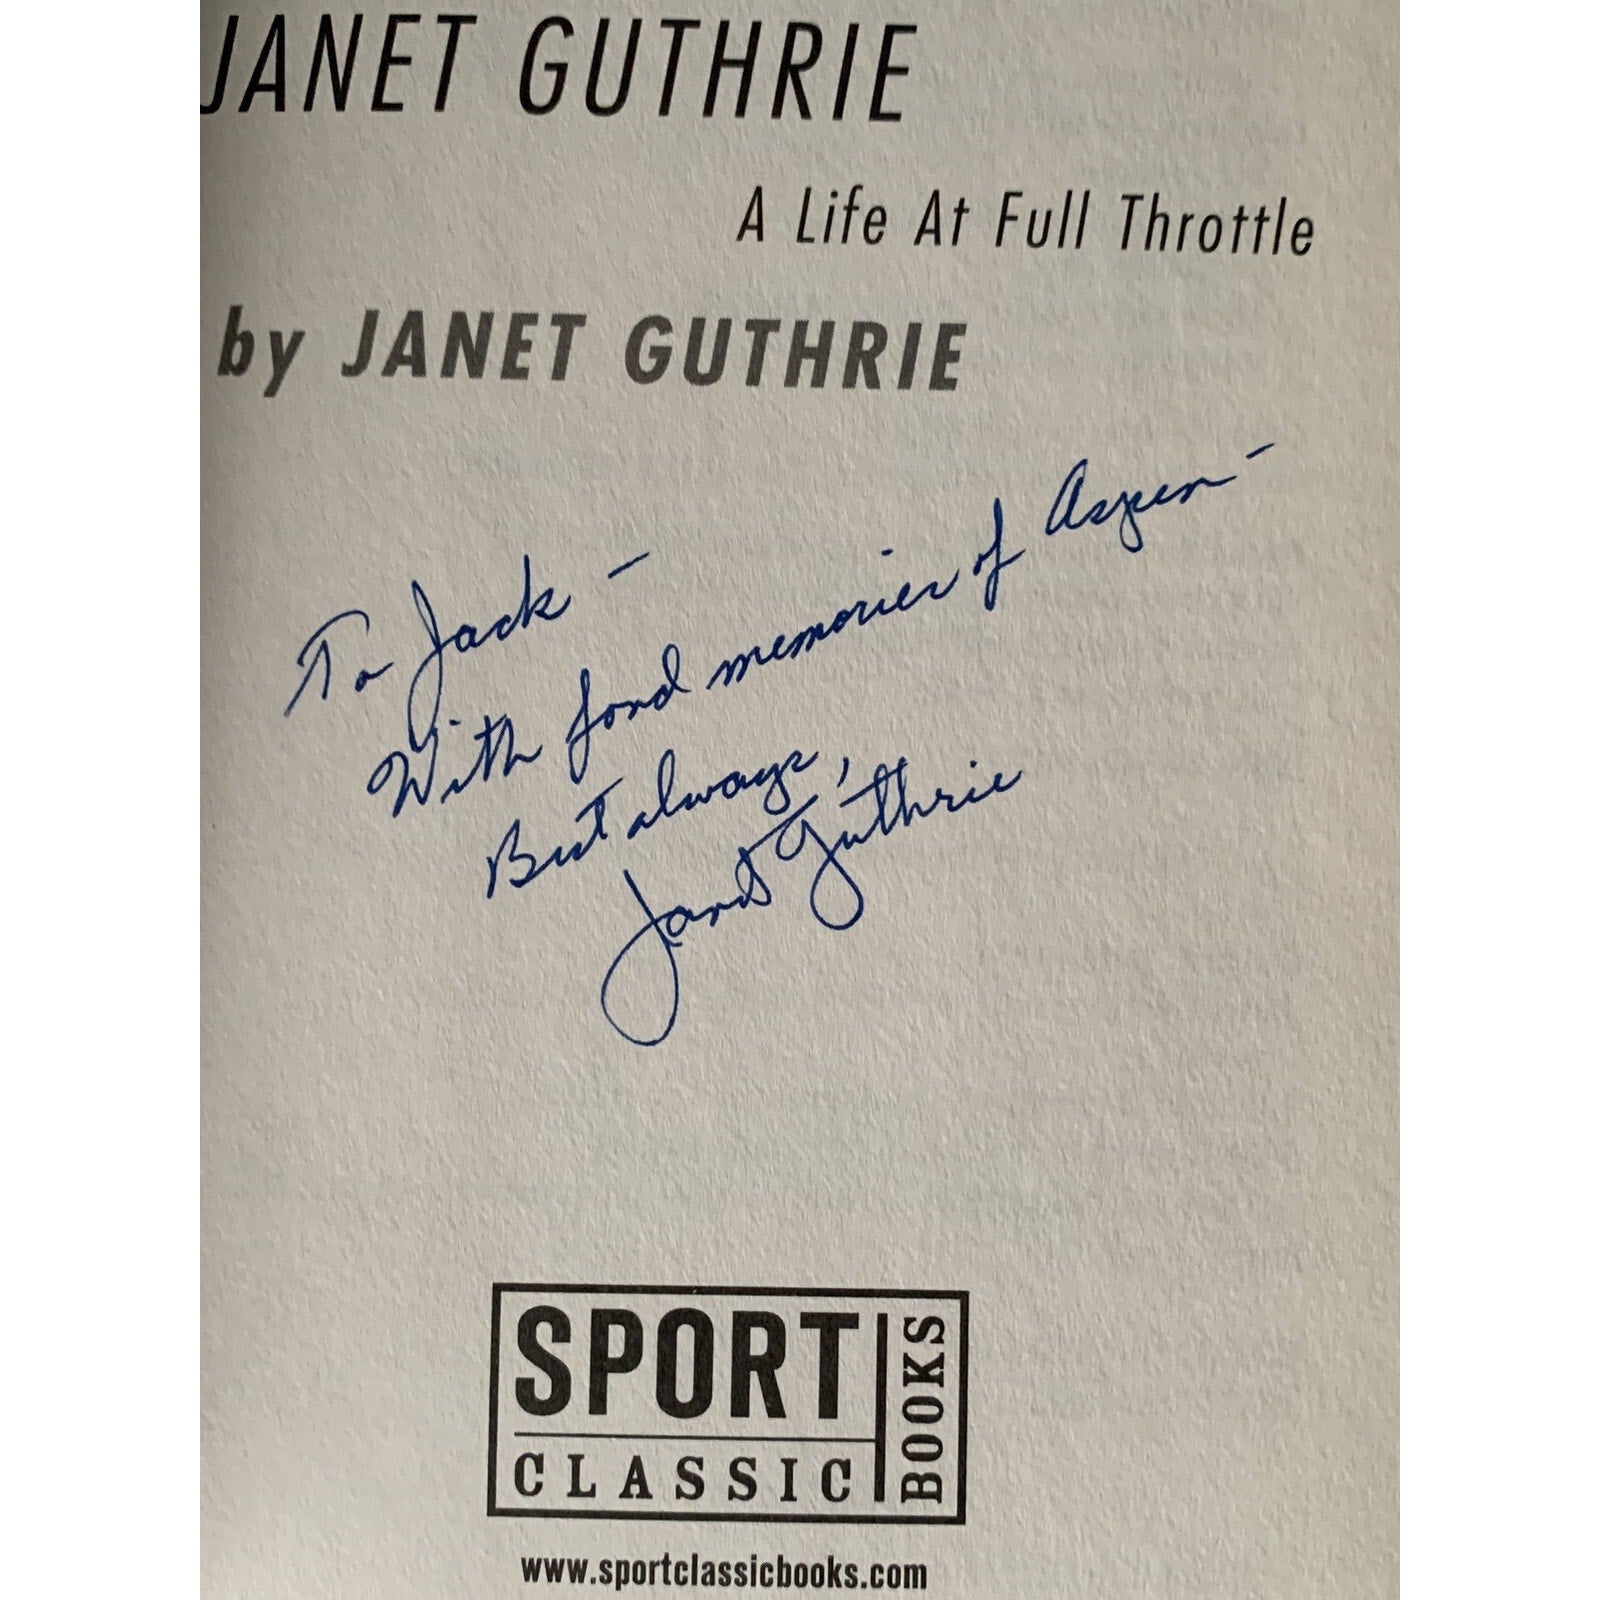 JANET GUTHRIE
A Life At Full Throttle
by JANET GUTHRIE
To Jack –
With fond memories of Aspen –
Best always,
Janet Guthrie
SPORT
CLASSIC
BOOKS
www.sportclassicbooks.com